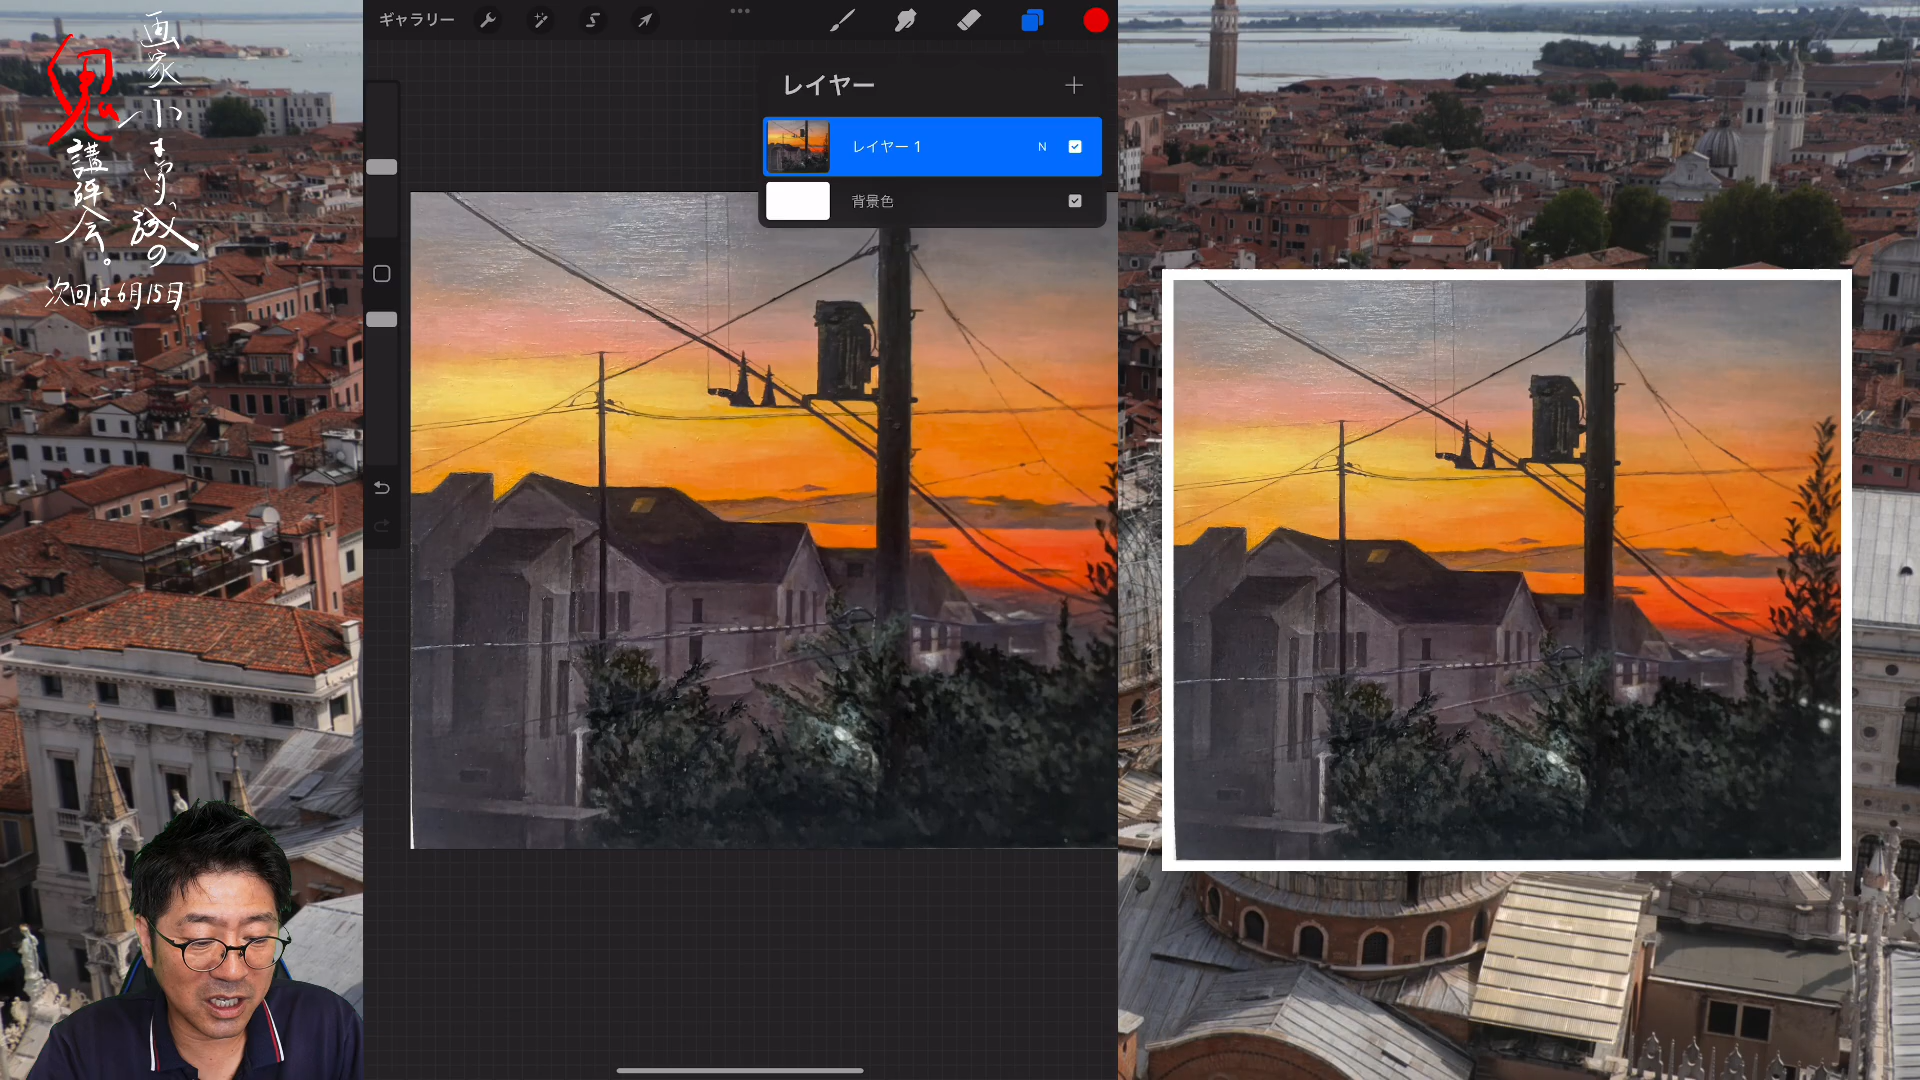 画家小木曽誠の
鬼講評会。
次回は6月15日
ギャラリー
レイヤー
レイヤー 1
N
背景色